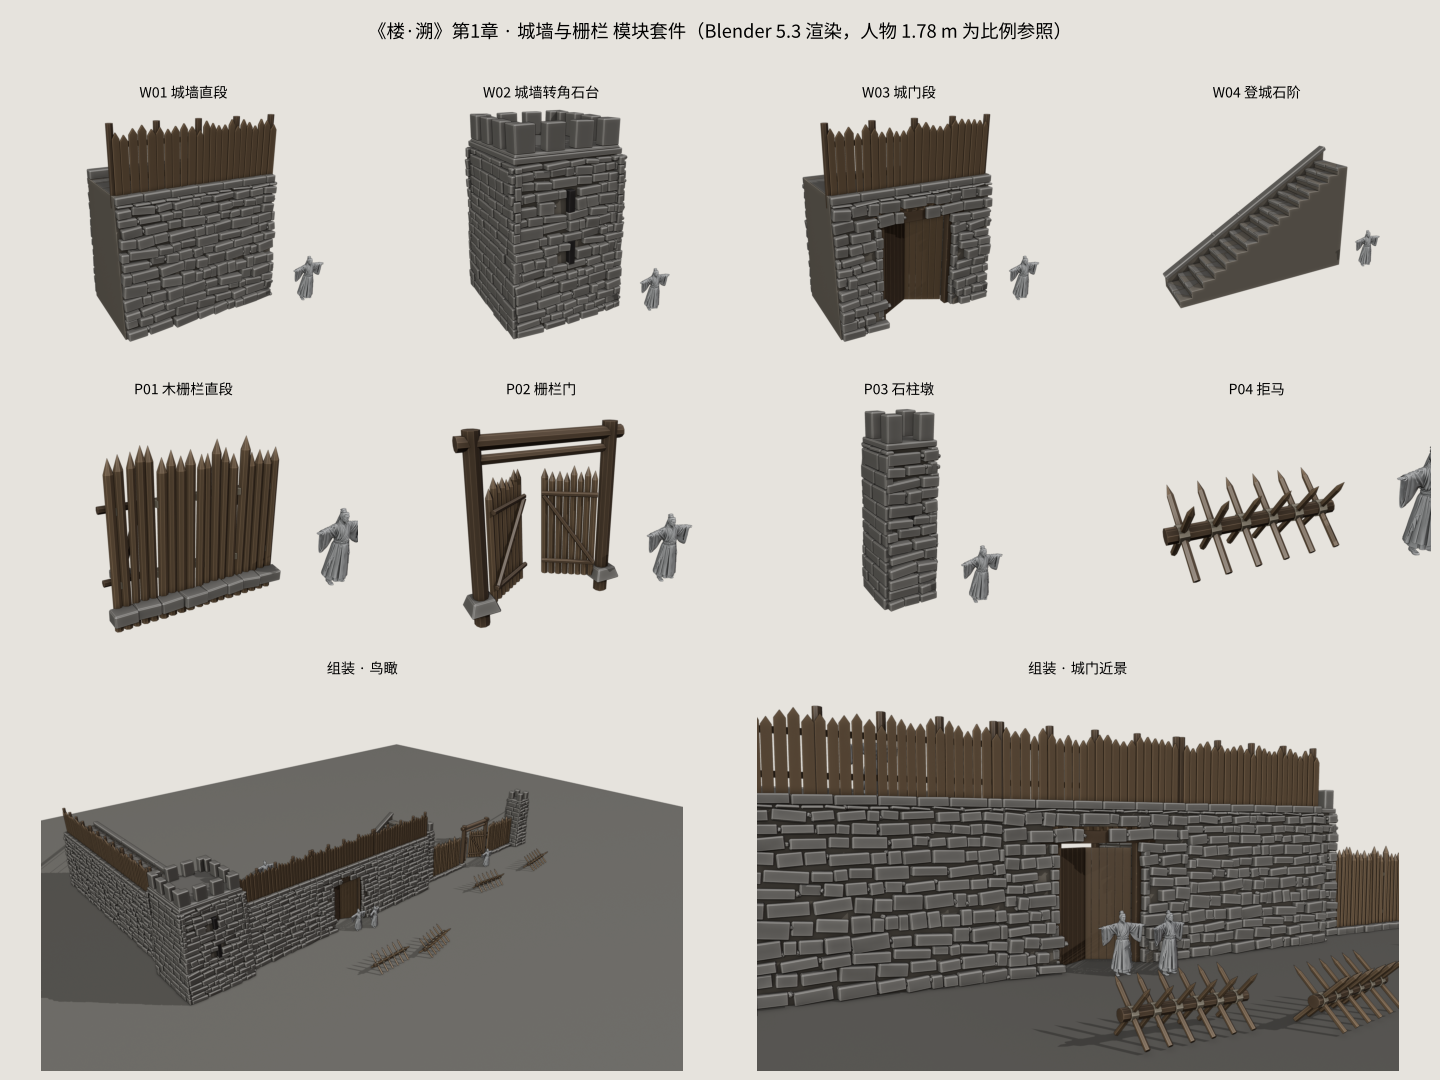 《楼·溯》第1章 · 城墙与栅栏 模块套件（Blender 5.3 渲染，人物 1.78 m 为比例参照）
W01 城墙直段
W02 城墙转角石台
W03 城门段
W04 登城石阶
P01 木栅栏直段
P02 栅栏门
P03 石柱墩
P04 拒马
组装 · 鸟瞰
组装 · 城门近景